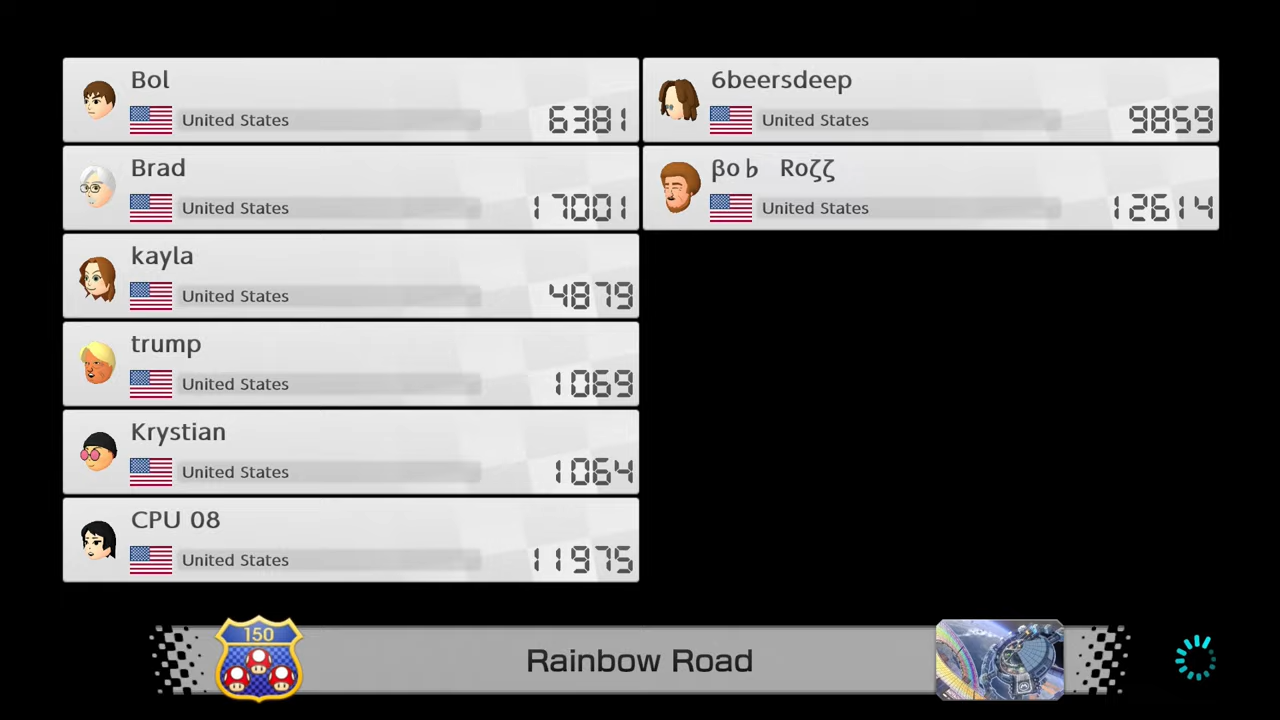 Bol
United States 6381
Brad
United States 17001
kayla
United States 4879
trump
United States 1069
Krystian
United States 1064
CPU 08
United States 11975
6beersdeep
United States 9859
βο♭ Roζζ
United States 12614
150
Rainbow Road